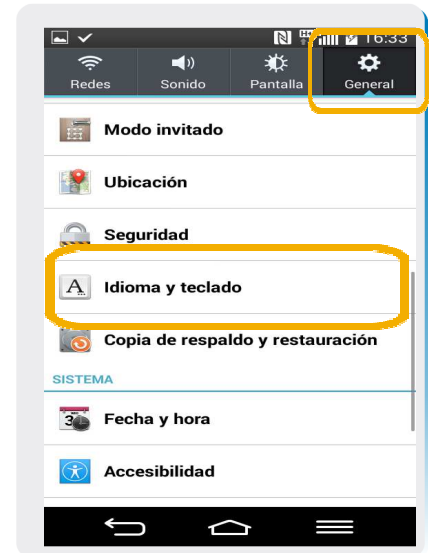 16:33
Redes Sonido Pantalla General
Modo invitado
Ubicación
Seguridad
A Idioma y teclado
Copia de respaldo y restauración
SISTEMA
Fecha y hora
Accesibilidad